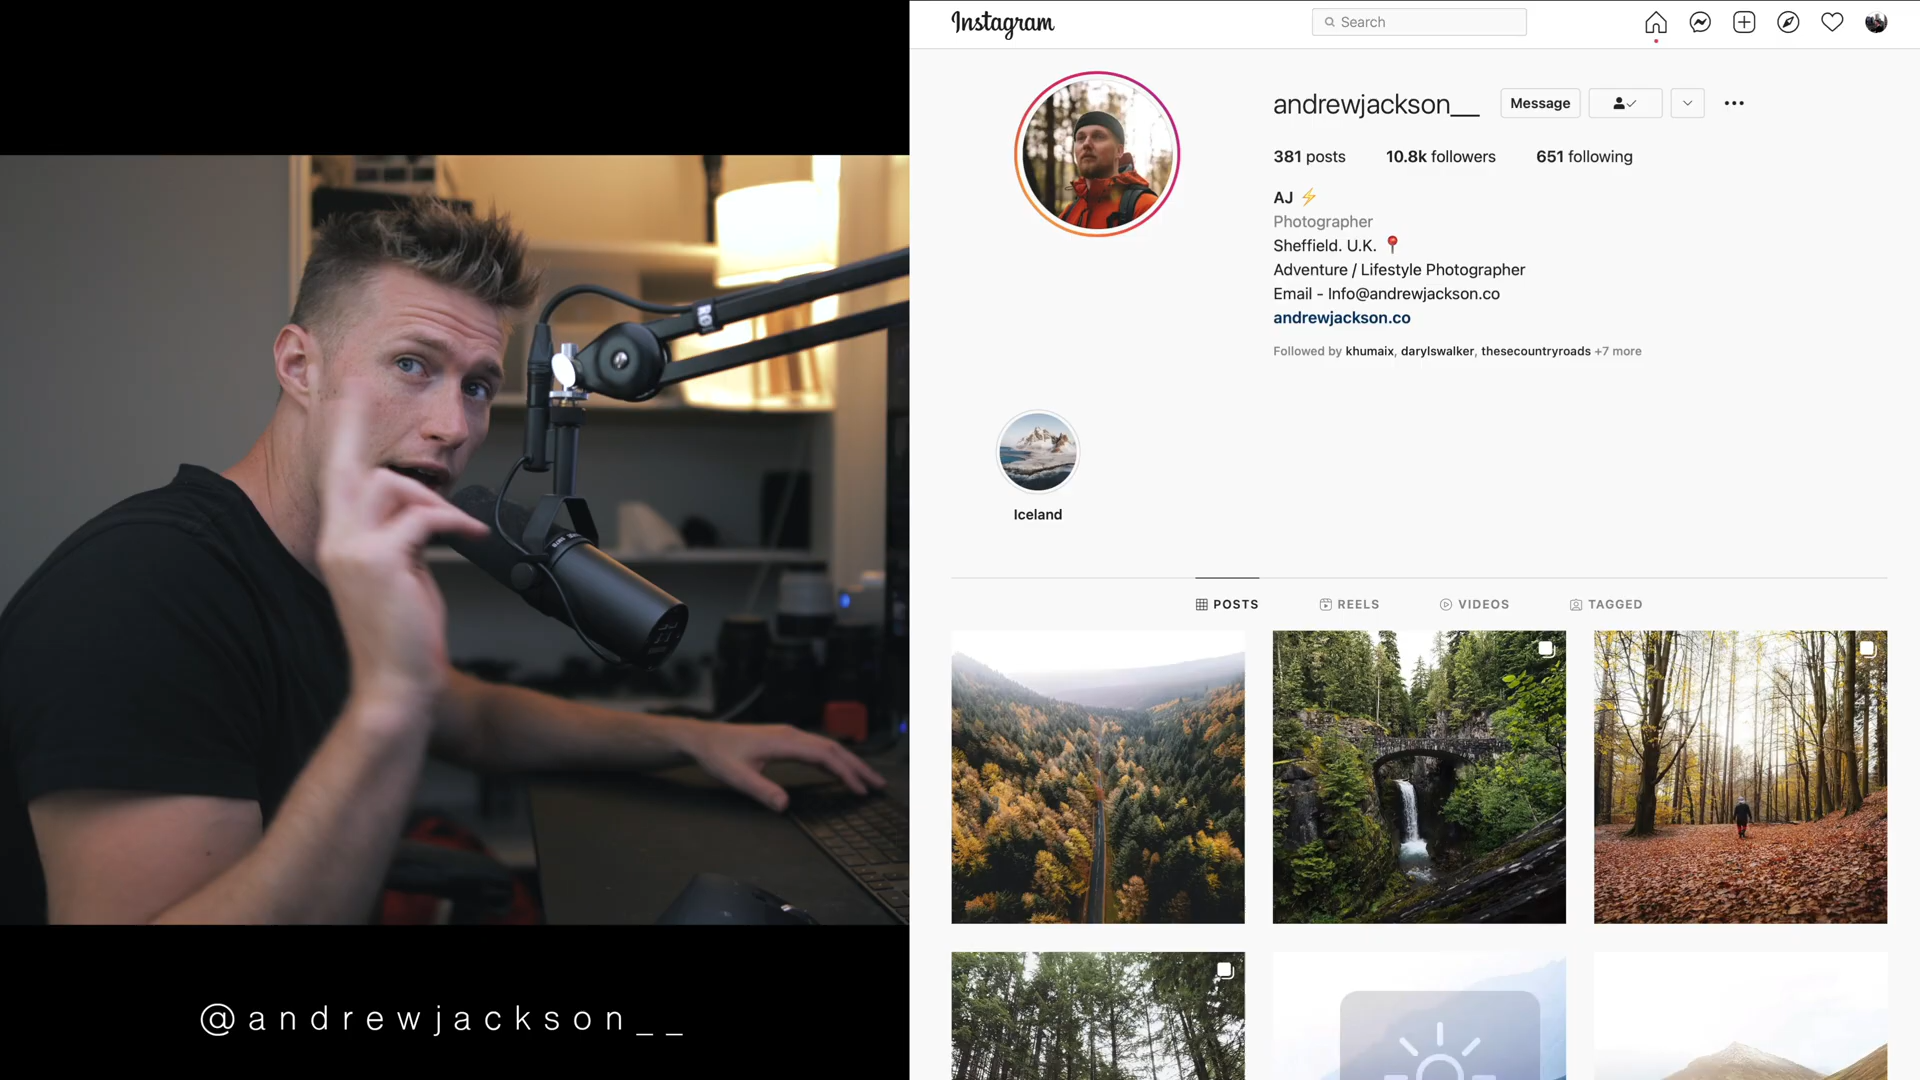 Instagram
Search
andrewjackson__
Message
381 posts 10.8k followers 651 following
AJ ⚡
Photographer
Sheffield. U.K. 📍
Adventure / Lifestyle Photographer
Email - Info@andrewjackson.co
andrewjackson.co
Followed by khumaix, darylswalker, thesecountryroads +7 more
Iceland
POSTS REELS VIDEOS TAGGED
@andrewjackson__